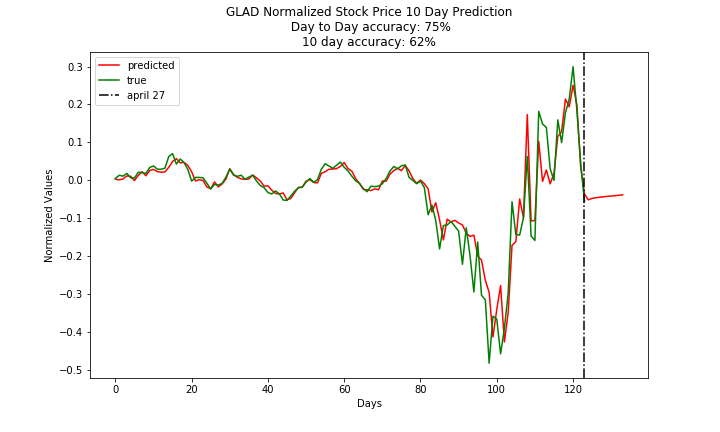 GLAD Normalized Stock Price 10 Day Prediction
Day to Day accuracy: 75%
10 day accuracy: 62%
predicted
true
april 27
Normalized Values
0.3
0.2
0.1
0.0
−0.1
−0.2
−0.3
−0.4
−0.5
0 20 40 60 80 100 120
Days